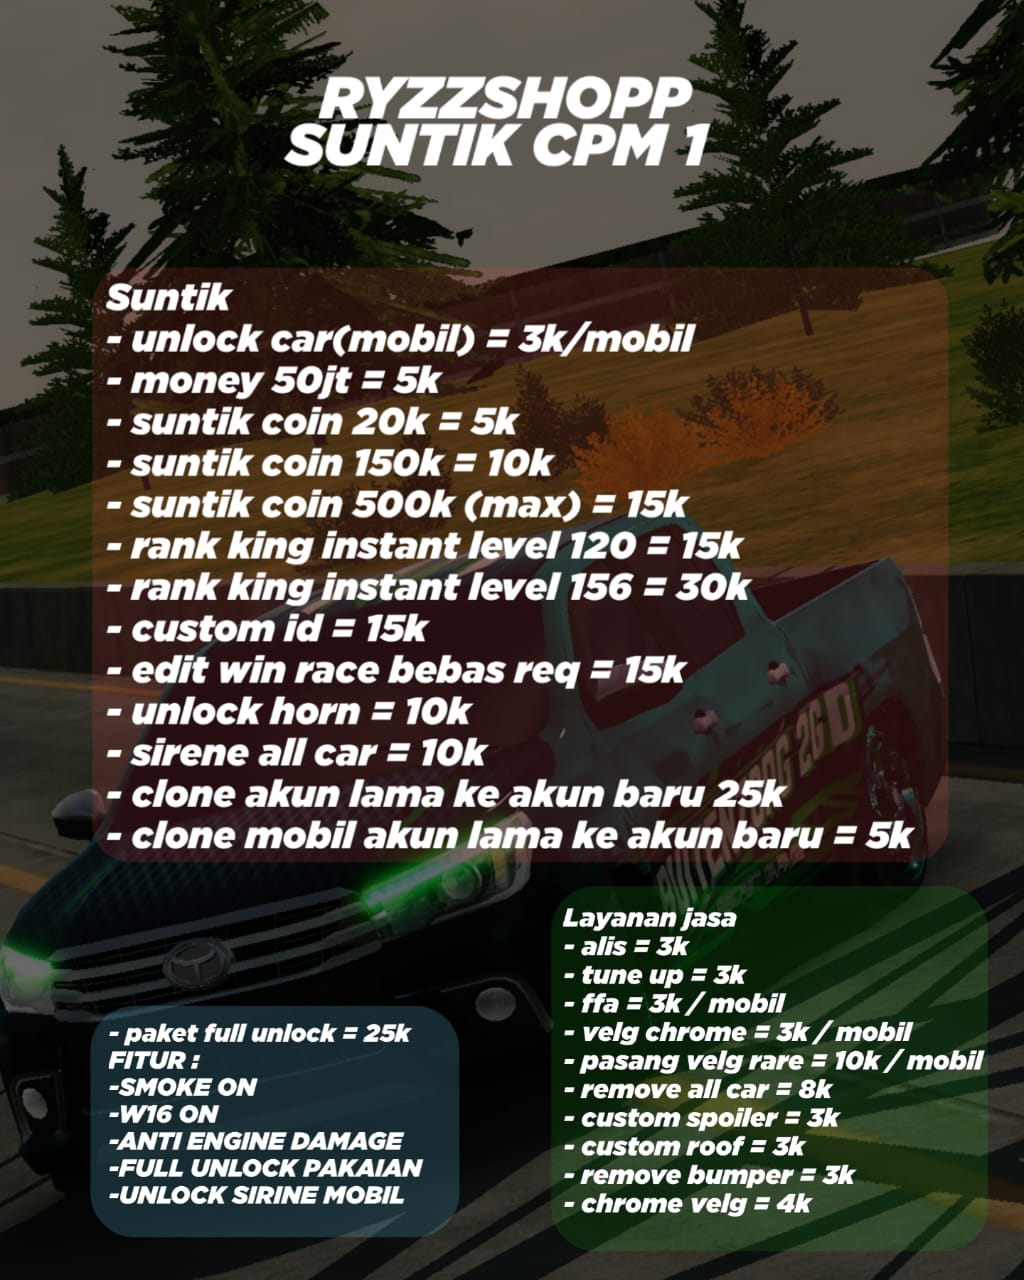 RYZZSHOPP
SUNTIK CPM 1
Suntik
- unlock car(mobil) = 3k/mobil
- money 50jt = 5k
- suntik coin 20k = 5k
- suntik coin 150k = 10k
- suntik coin 500k (max) = 15k
- rank king instant level 120 = 15k
- rank king instant level 156 = 30k
- custom id = 15k
- edit win race bebas req = 15k
- unlock horn = 10k
- sirene all car = 10k
- clone akun lama ke akun baru 25k
- clone mobil akun lama ke akun baru = 5k
- paket full unlock = 25k
FITUR :
-SMOKE ON
-W16 ON
-ANTI ENGINE DAMAGE
-FULL UNLOCK PAKAIAN
-UNLOCK SIRINE MOBIL
Layanan jasa
- alis = 3k
- tune up = 3k
- ffa = 3k / mobil
- velg chrome = 3k / mobil
- pasang velg rare = 10k / mobil
- remove all car = 8k
- custom spoiler = 3k
- custom roof = 3k
- remove bumper = 3k
- chrome velg = 4k